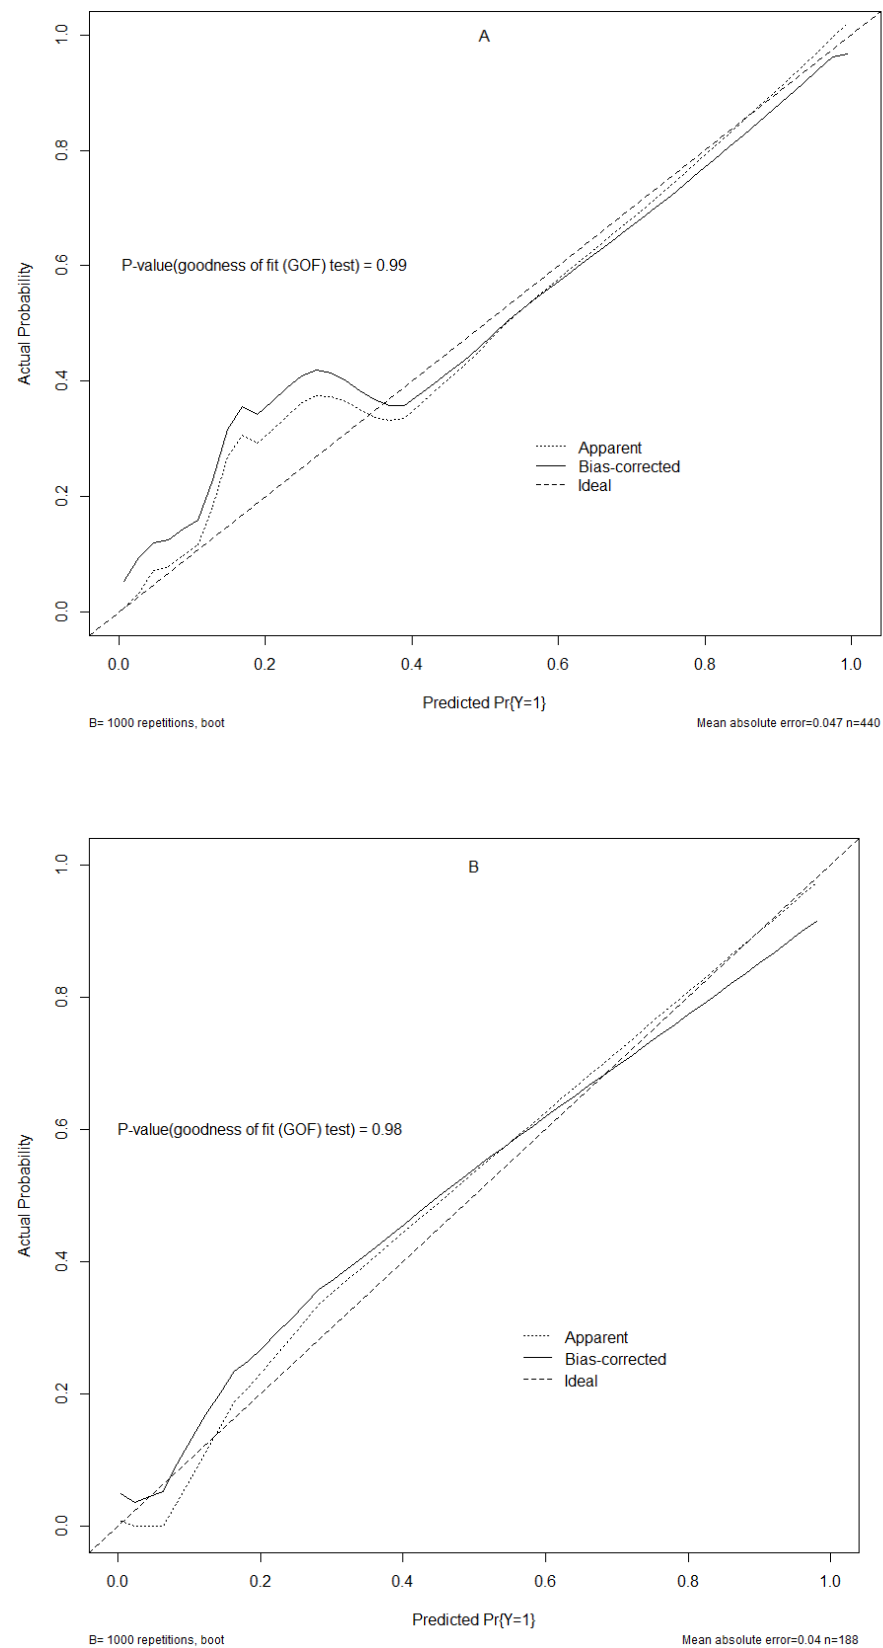 A
1.0
0.8
0.6
0.4
0.2
0.0
Actual Probability
P-value(goodness of fit (GOF) test) = 0.99
Apparent
Bias-corrected
Ideal
0.0 0.2 0.4 0.6 0.8 1.0
Predicted Pr{Y=1}
B= 1000 repetitions, boot
Mean absolute error=0.047 n=440
B
1.0
0.8
0.6
0.4
0.2
0.0
Actual Probability
P-value(goodness of fit (GOF) test) = 0.98
Apparent
Bias-corrected
Ideal
0.0 0.2 0.4 0.6 0.8 1.0
Predicted Pr{Y=1}
B= 1000 repetitions, boot
Mean absolute error=0.04 n=188